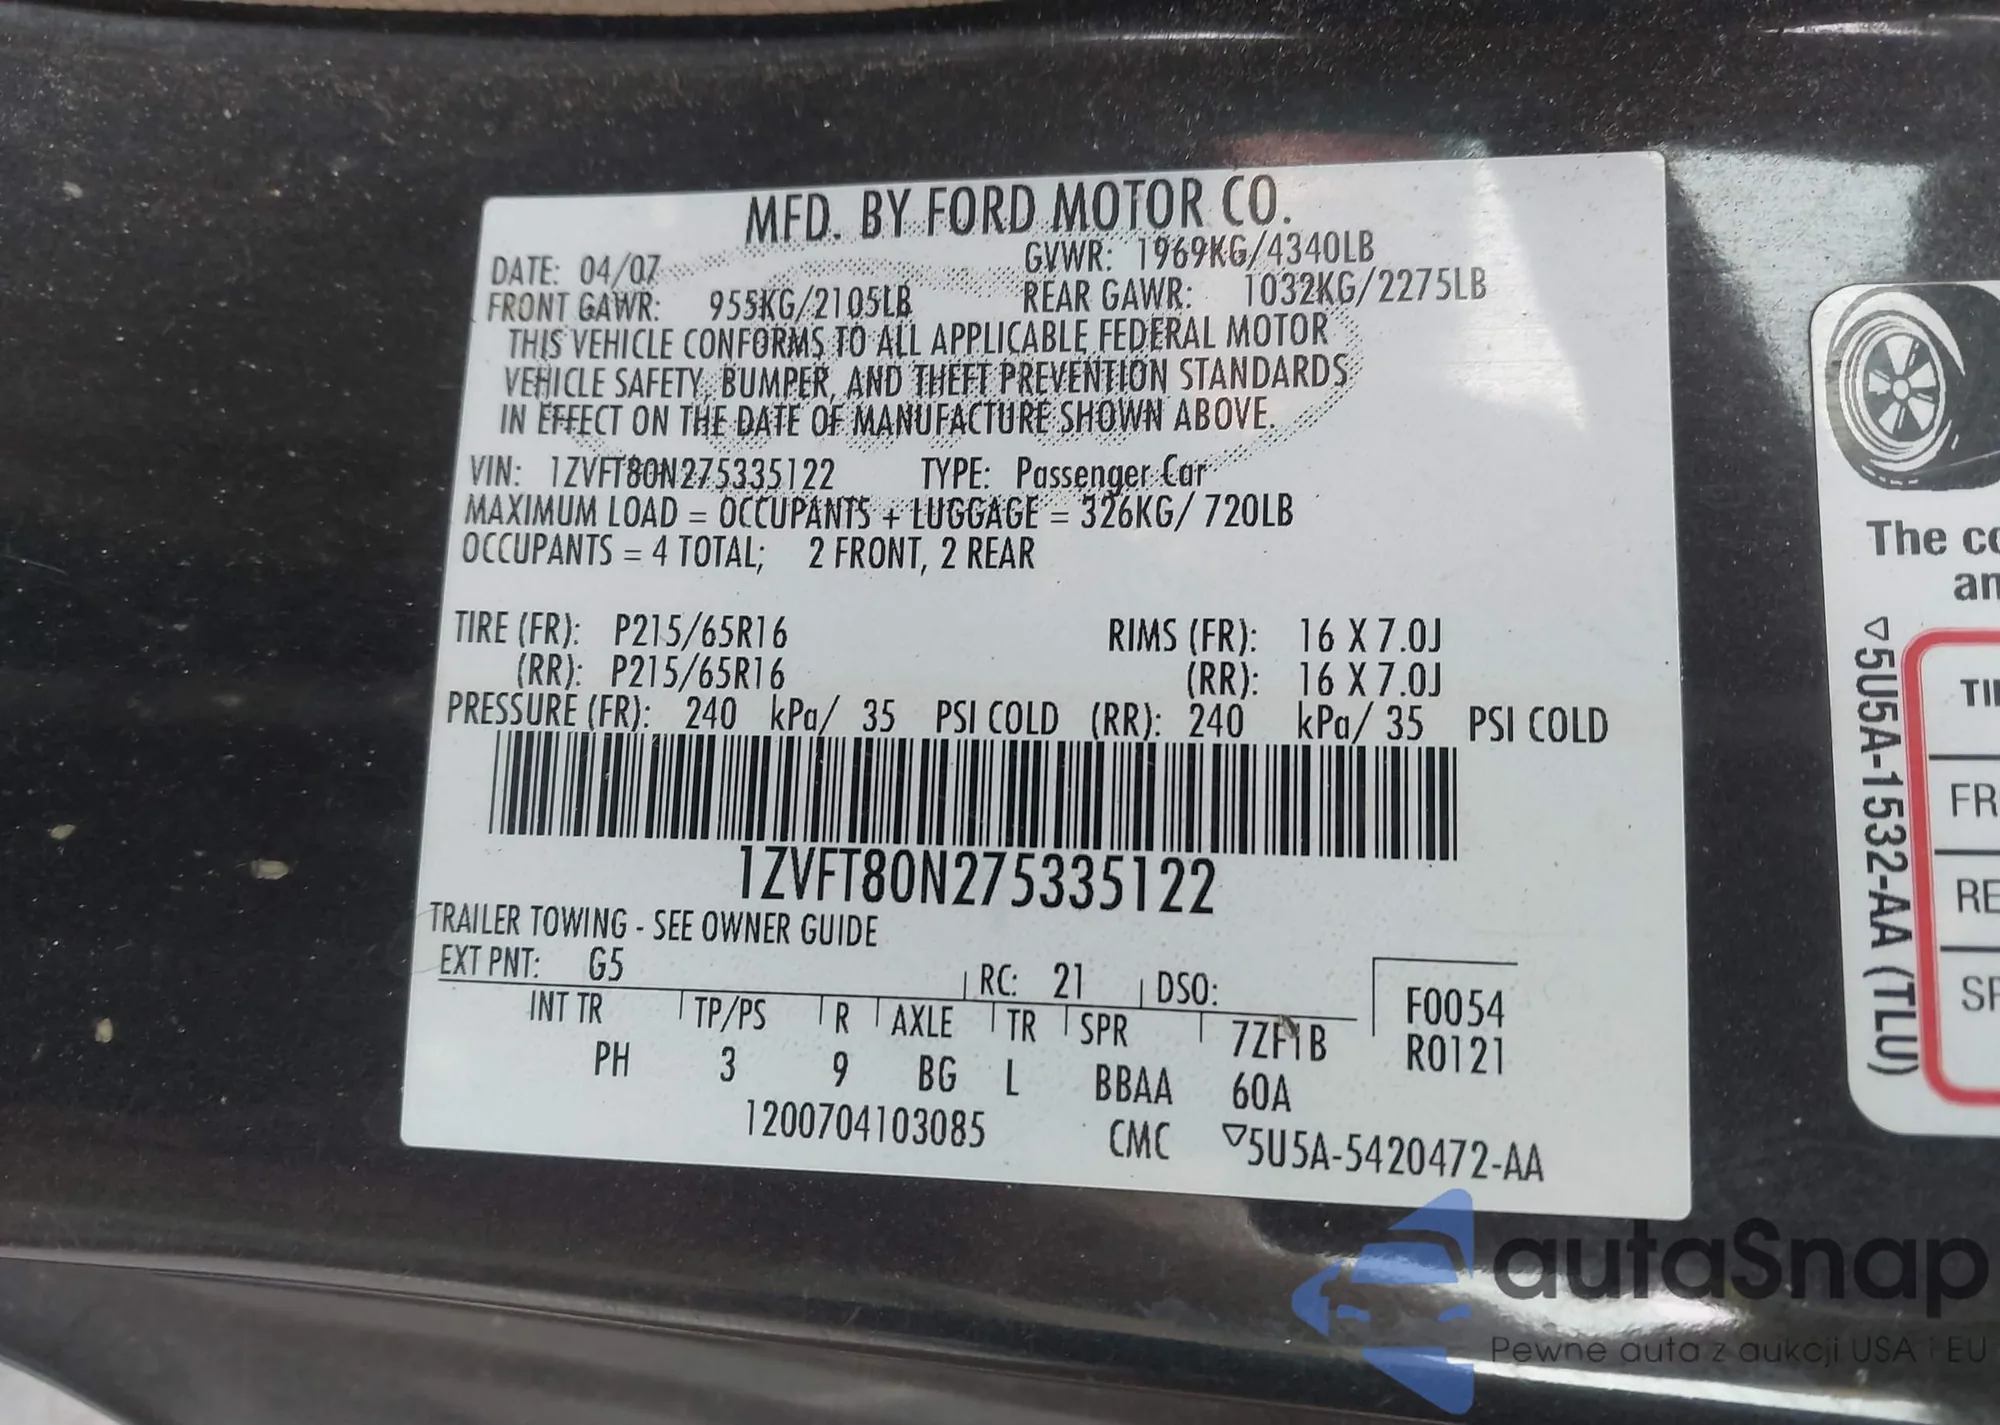 MFD. BY FORD MOTOR CO.
DATE: 04/07 GVWR: 1969KG/4340LB
FRONT GAWR: 955KG/2105LB REAR GAWR: 1032KG/2275LB
THIS VEHICLE CONFORMS TO ALL APPLICABLE FEDERAL MOTOR
VEHICLE SAFETY, BUMPER, AND THEFT PREVENTION STANDARDS
IN EFFECT ON THE DATE OF MANUFACTURE SHOWN ABOVE.
VIN: 1ZVFT80N275335122 TYPE: Passenger Car
MAXIMUM LOAD = OCCUPANTS + LUGGAGE = 326KG/ 720LB
OCCUPANTS = 4 TOTAL; 2 FRONT, 2 REAR
TIRE (FR): P215/65R16 RIMS (FR): 16 X 7.0J
(RR): P215/65R16 (RR): 16 X 7.0J
PRESSURE (FR): 240 kPa/ 35 PSI COLD (RR): 240 kPa/ 35 PSI COLD
1ZVFT80N275335122
TRAILER TOWING - SEE OWNER GUIDE
EXT PNT: G5 RC: 21 DSO: F0054
INT TR TP/PS R AXLE TR SPR 7ZF1B R0121
PH 3 9 BG L BBAA 60A
1200704103085 CMC ▽5U5A-5420472-AA
The co
an
▽5U5A-1532-AA (TLU)
TI
FR
RE
SP
autaSnap
Pewne auta z aukcji USA i EU